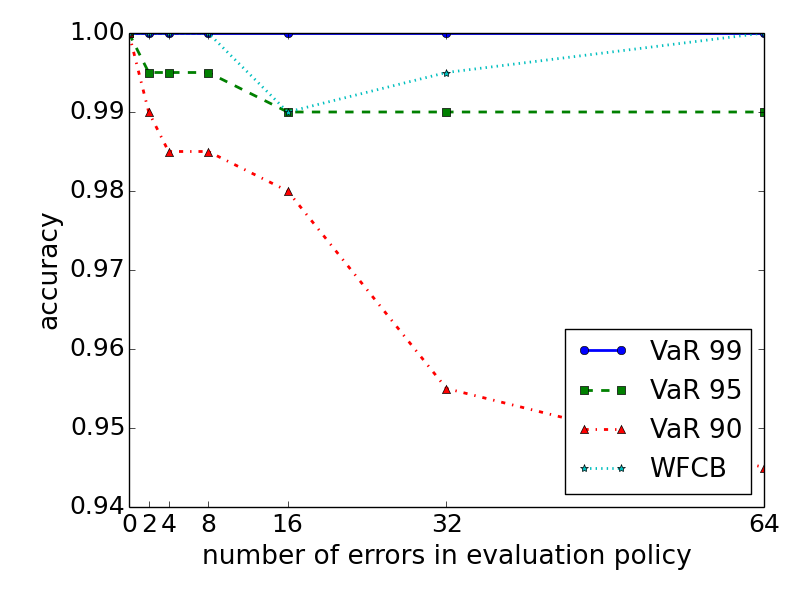 1.00
0.99
0.98
0.97
0.96
0.95
0.94
accuracy
VaR 99
VaR 95
VaR 90
WFCB
0 2 4 8 16 32 64
number of errors in evaluation policy